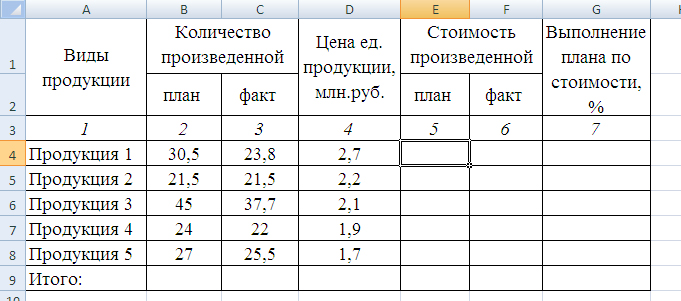 A B C D E F G
1 Виды продукции Количество произведенной Цена ед. продукции, млн.руб. Стоимость произведенной Выполнение плана по стоимости, %
2 план факт план факт
3 1 2 3 4 5 6 7
4 Продукция 1 30,5 23,8 2,7
5 Продукция 2 21,5 21,5 2,2
6 Продукция 3 45 37,7 2,1
7 Продукция 4 24 22 1,9
8 Продукция 5 27 25,5 1,7
9 Итого: